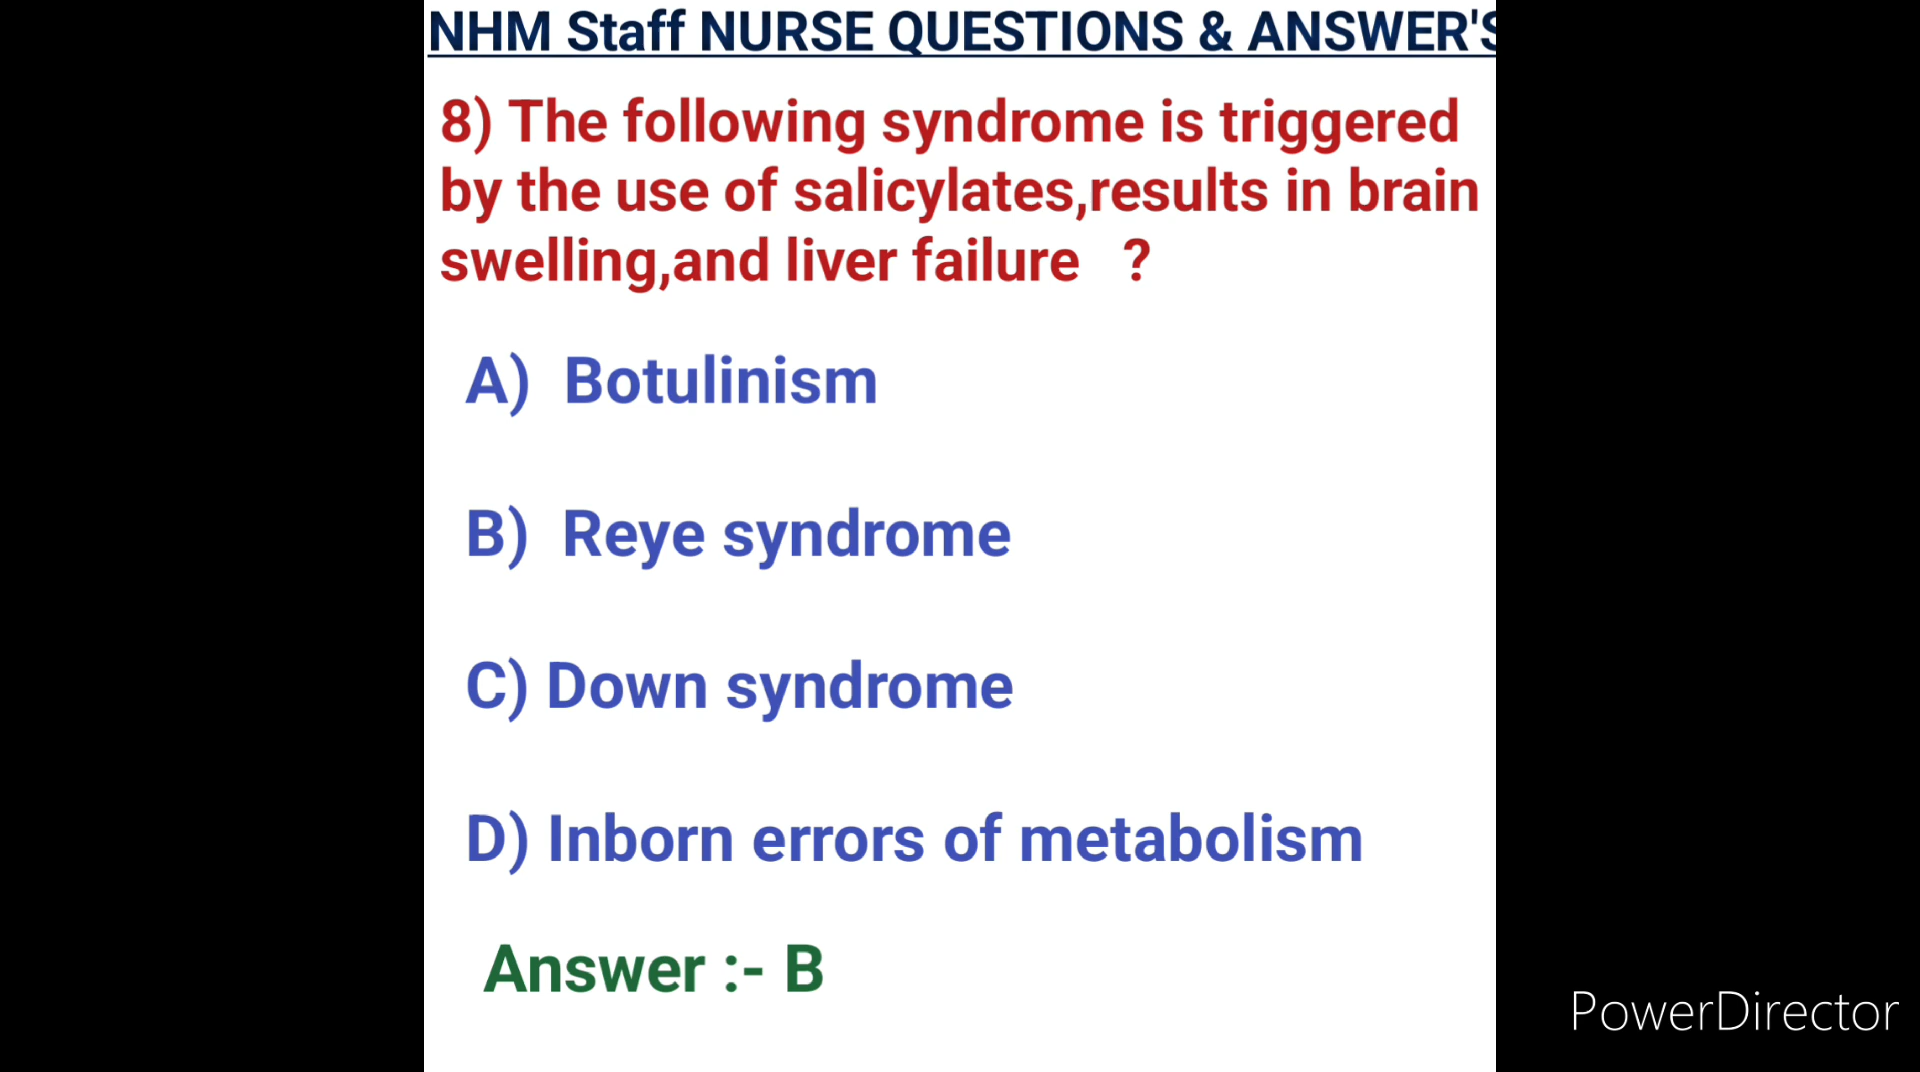 NHM Staff NURSE QUESTIONS & ANSWER'S
8) The following syndrome is triggered
by the use of salicylates,results in brain
swelling,and liver failure ?
A) Botulinism
B) Reye syndrome
C) Down syndrome
D) Inborn errors of metabolism
Answer :- B
PowerDirector